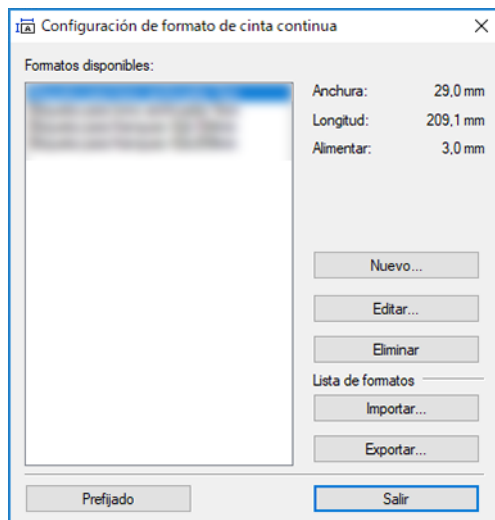 Configuración de formato de cinta continua
Formatos disponibles:
Anchura: 29,0 mm
Longitud: 209,1 mm
Alimentar: 3,0 mm
Nuevo...
Editar...
Eliminar
Lista de formatos
Importar...
Exportar...
Prefijado
Salir